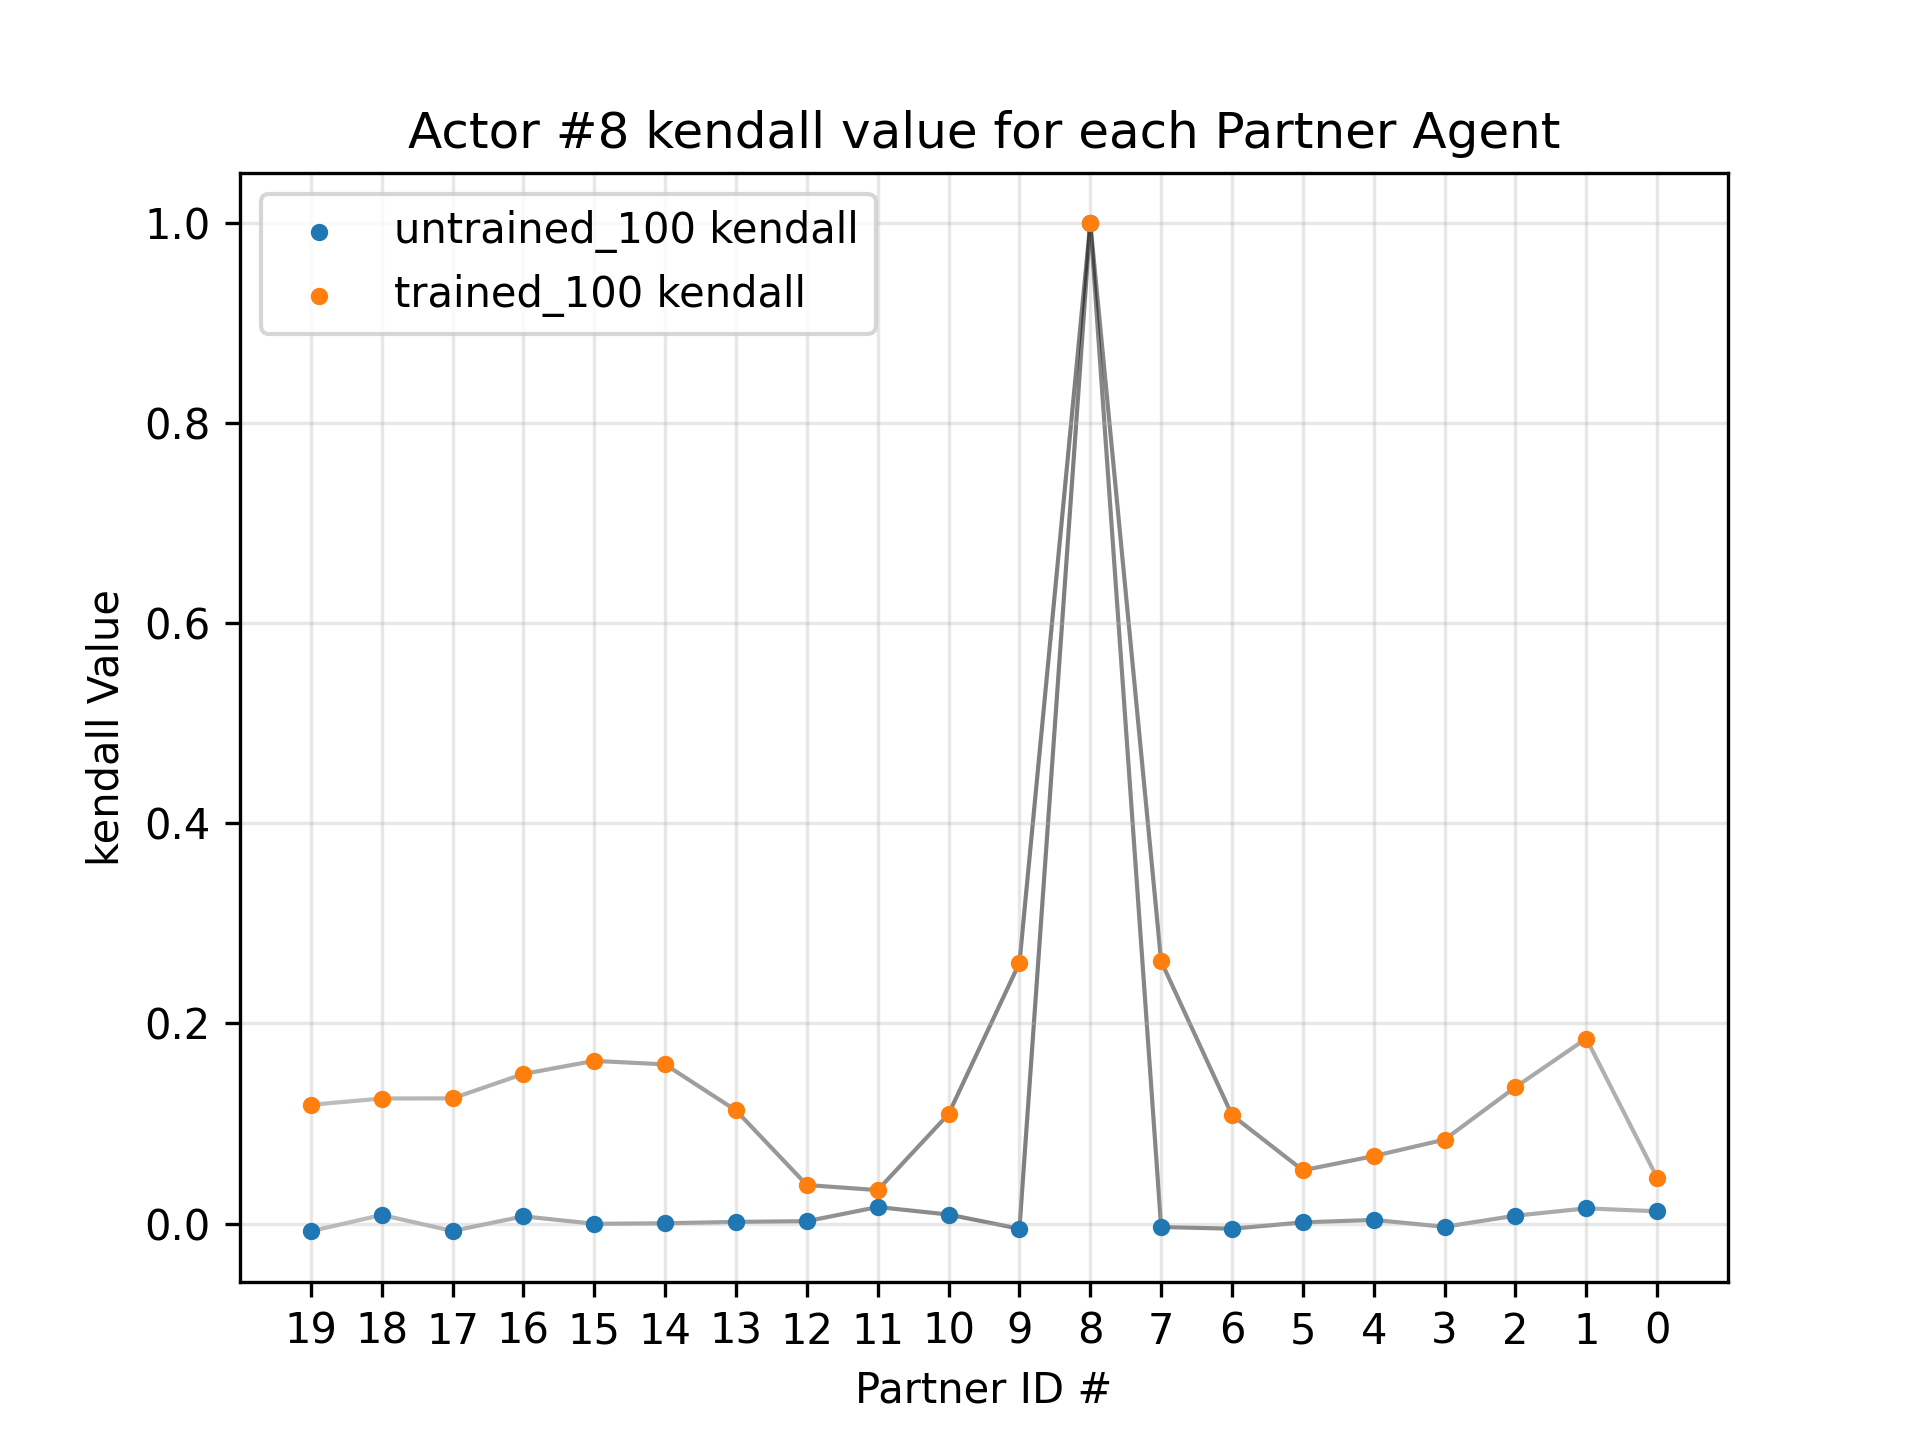 Actor #8 kendall value for each Partner Agent
untrained_100 kendall
trained_100 kendall
kendall Value
1.0
0.8
0.6
0.4
0.2
0.0
19 18 17 16 15 14 13 12 11 10 9 8 7 6 5 4 3 2 1 0
Partner ID #